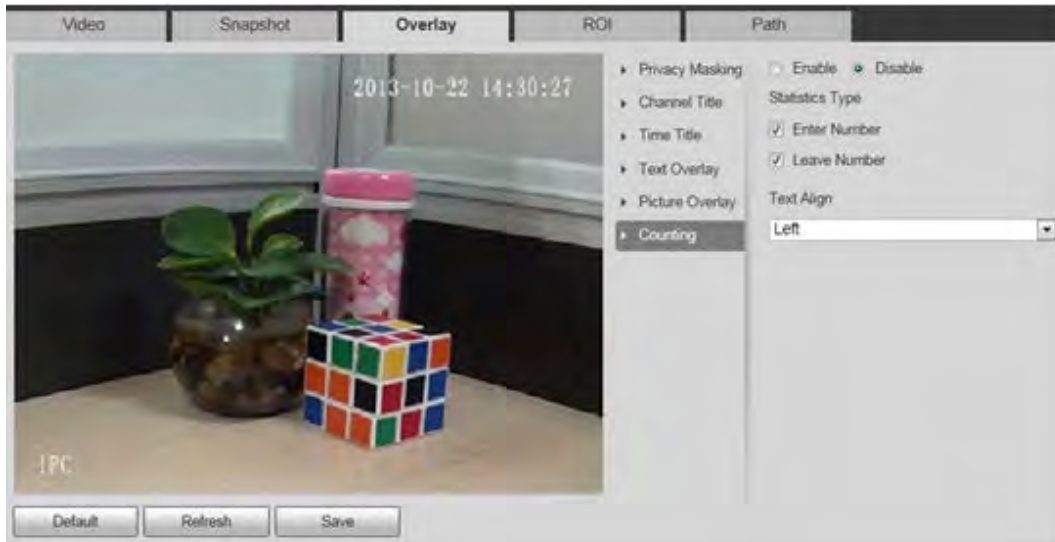 Video
Snapshot
Overlay
ROI
Path
2013-10-22 14:30:27
IPC
Privacy Masking
Channel Title
Time Title
Text Overlay
Picture Overlay
Counting
Enable
Disable
Statistics Type
Enter Number
Leave Number
Text Align
Left
Default
Refresh
Save